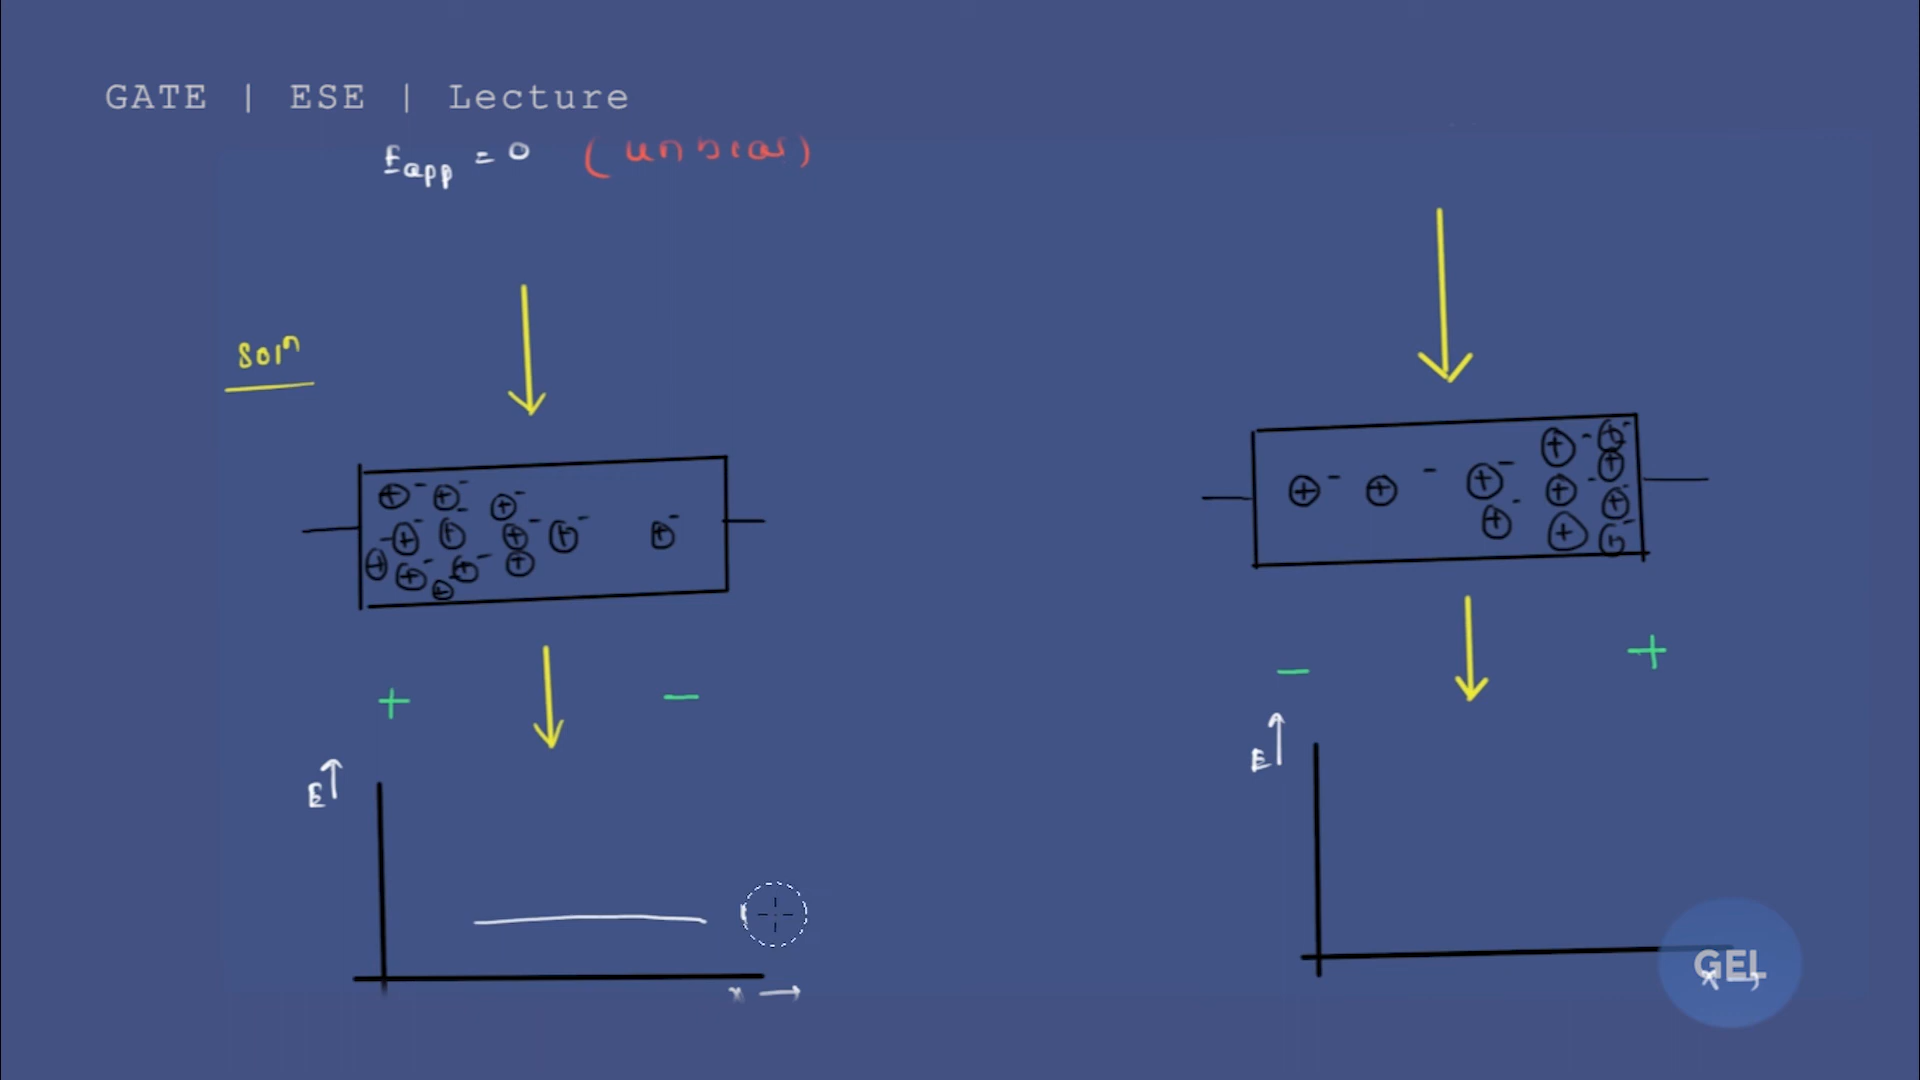 GATE | ESE | Lecture
Eapp = 0 (unbias)
Soln
+ -
- +
E↑
E↑
x →
x →
GEL